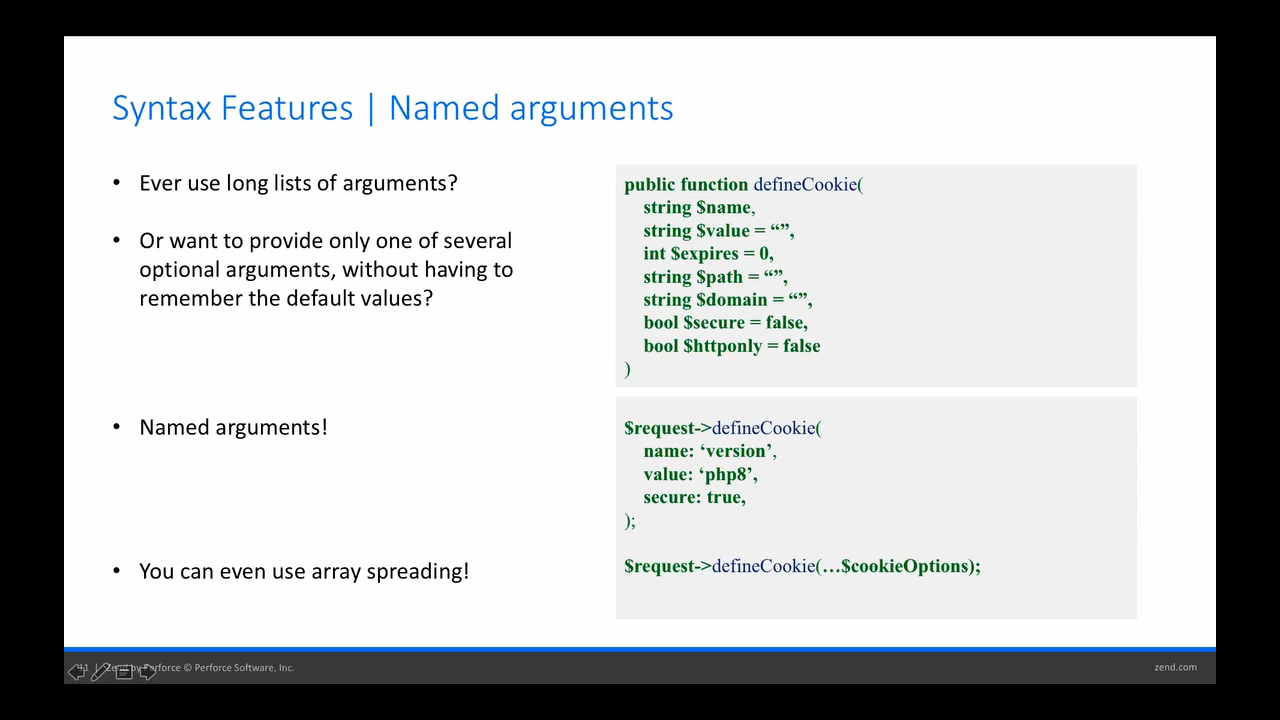 Syntax Features | Named arguments
• Ever use long lists of arguments?
• Or want to provide only one of several
optional arguments, without having to
remember the default values?
• Named arguments!
• You can even use array spreading!
public function defineCookie(
string $name,
string $value = “”,
int $expires = 0,
string $path = “”,
string $domain = “”,
bool $secure = false,
bool $httponly = false
)
$request->defineCookie(
name: ‘version’,
value: ‘php8’,
secure: true,
);
$request->defineCookie(…$cookieOptions);
| Zend by Perforce © Perforce Software, Inc.
zend.com